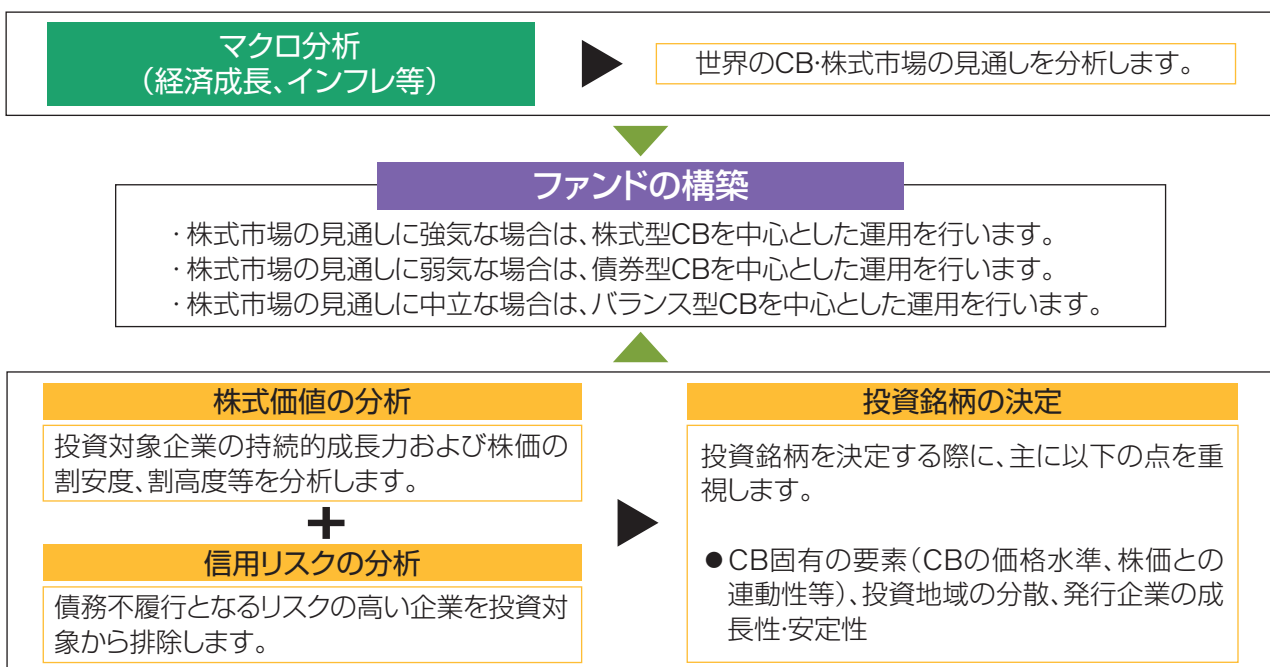 マクロ分析
（経済成長、インフレ等）
世界のCB・株式市場の見通しを分析します。
ファンドの構築
・株式市場の見通しに強気な場合は、株式型CBを中心とした運用を行います。
・株式市場の見通しに弱気な場合は、債券型CBを中心とした運用を行います。
・株式市場の見通しに中立な場合は、バランス型CBを中心とした運用を行います。
株式価値の分析
投資対象企業の持続的成長力および株価の
割安度、割高度等を分析します。
+
信用リスクの分析
債務不履行となるリスクの高い企業を投資対
象から排除します。
投資銘柄の決定
投資銘柄を決定する際に、主に以下の点を重
視します。
●CB固有の要素（CBの価格水準、株価との
連動性等）、投資地域の分散、発行企業の成
長性・安定性